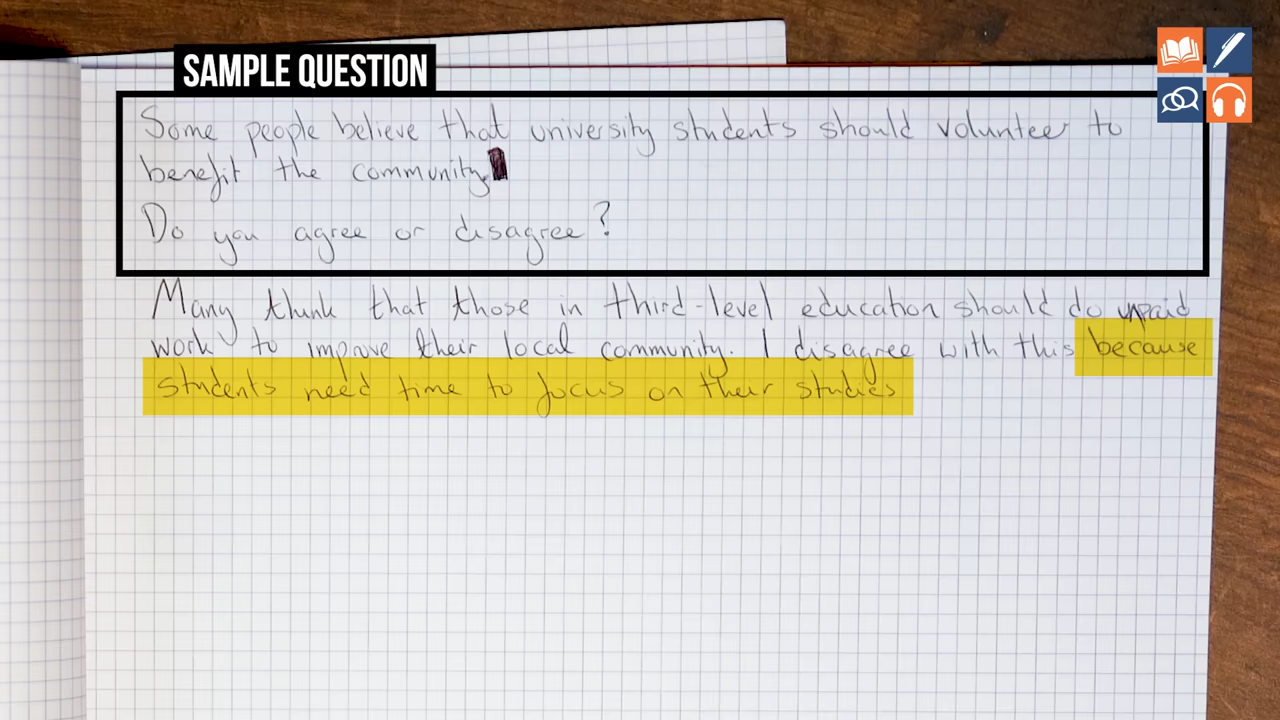 SAMPLE QUESTION
Some people believe that university students should volunteer to
benefit the community.
Do you agree or disagree?
Many think that those in third-level education should do unpaid
work to improve their local community. I disagree with this because
students need time to focus on their studies